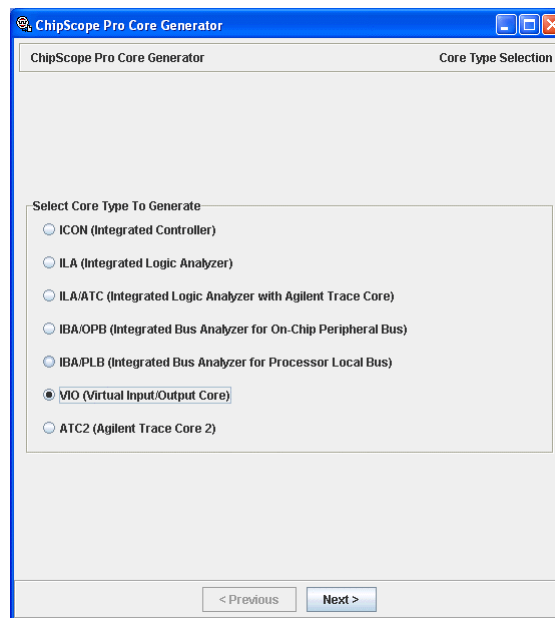 ChipScope Pro Core Generator
ChipScope Pro Core Generator Core Type Selection
Select Core Type To Generate
ICON (Integrated Controller)
ILA (Integrated Logic Analyzer)
ILA/ATC (Integrated Logic Analyzer with Agilent Trace Core)
IBA/OPB (Integrated Bus Analyzer for On-Chip Peripheral Bus)
IBA/PLB (Integrated Bus Analyzer for Processor Local Bus)
VIO (Virtual Input/Output Core)
ATC2 (Agilent Trace Core 2)
< Previous Next >